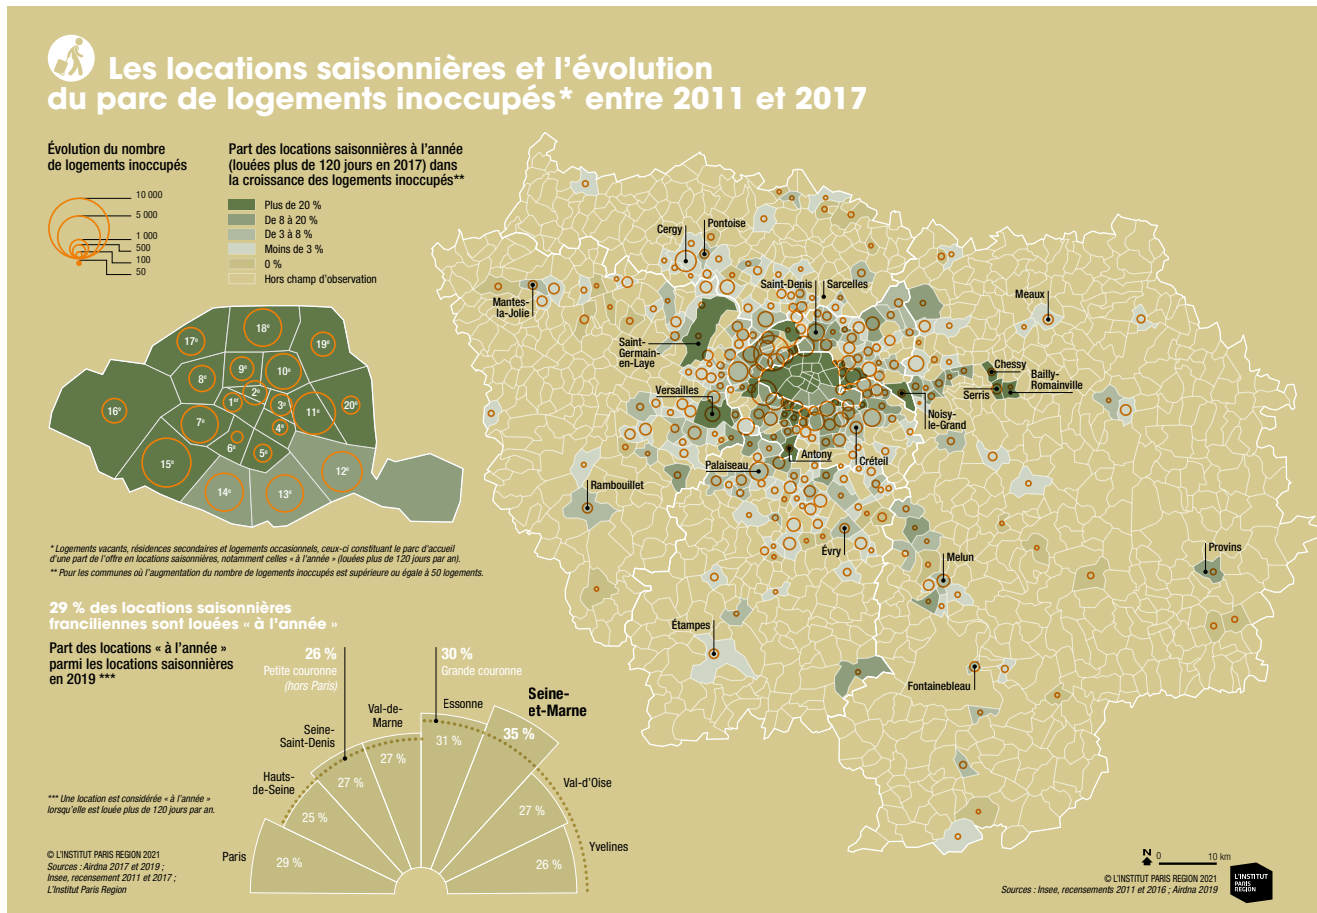 Les locations saisonnières et l'évolution
du parc de logements inoccupés* entre 2011 et 2017
Évolution du nombre
de logements inoccupés
10 000
5 000
1 000
500
100
50
Part des locations saisonnières à l'année
(louées plus de 120 jours en 2017) dans
la croissance des logements inoccupés**
Plus de 20 %
De 8 à 20 %
De 3 à 8 %
Moins de 3 %
0 %
Hors champ d'observation
17e
18e
19e
8e
9e
10e
2e
1er
3e
11e
20e
16e
7e
4e
6e
5e
15e
14e
13e
12e
Cergy
Pontoise
Mantes-
la-Jolie
Saint-Denis
Sarcelles
Meaux
Saint-
Germain-
en-Laye
Versailles
Chessy
Bailly-
Romainville
Serris
Noisy-
le-Grand
Antony
Créteil
Palaiseau
Rambouillet
Évry
Melun
Provins
Étampes
Fontainebleau
* Logements vacants, résidences secondaires et logements occasionnels, ceux-ci constituant le parc d'accueil
d'une part de l'offre en locations saisonnières, notamment celles « à l'année » (louées plus de 120 jours par an).
** Pour les communes où l'augmentation du nombre de logements inoccupés est supérieure ou égale à 50 logements.
29 % des locations saisonnières
franciliennes sont louées « à l'année »
Part des locations « à l'année »
parmi les locations saisonnières
en 2019 ***
26 %
Petite couronne
(hors Paris)
30 %
Grande couronne
Paris
29 %
Hauts-
de-Seine
25 %
Seine-
Saint-Denis
27 %
Val-de-
Marne
27 %
Essonne
31 %
Seine-
et-Marne
35 %
Val-d'Oise
27 %
Yvelines
26 %
*** Une location est considérée « à l'année »
lorsqu'elle est louée plus de 120 jours par an.
© L'INSTITUT PARIS REGION 2021
Sources : Airdna 2017 et 2019 ;
Insee, recensement 2011 et 2017 ;
L'Institut Paris Region
N
0
10 km
© L'INSTITUT PARIS REGION 2021
Sources : Insee, recensements 2011 et 2016 ; Airdna 2019
L'INSTITUT
PARIS
REGION